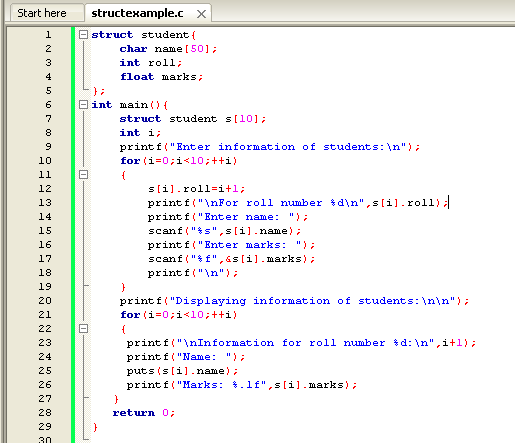 Start here structexample.c
1 struct student{
2 char name[50];
3 int roll;
4 float marks;
5 };
6 int main(){
7 struct student s[10];
8 int i;
9 printf("Enter information of students:\n");
10 for(i=0;i<10;++i)
11 {
12 s[i].roll=i+1;
13 printf("\nFor roll number %d\n",s[i].roll);
14 printf("Enter name: ");
15 scanf("%s",s[i].name);
16 printf("Enter marks: ");
17 scanf("%f",&s[i].marks);
18 printf("\n");
19 }
20 printf("Displaying information of students:\n\n");
21 for(i=0;i<10;++i)
22 {
23 printf("\nInformation for roll number %d:\n",i+1);
24 printf("Name: ");
25 puts(s[i].name);
26 printf("Marks: %.1f",s[i].marks);
27 }
28 return 0;
29 }
30